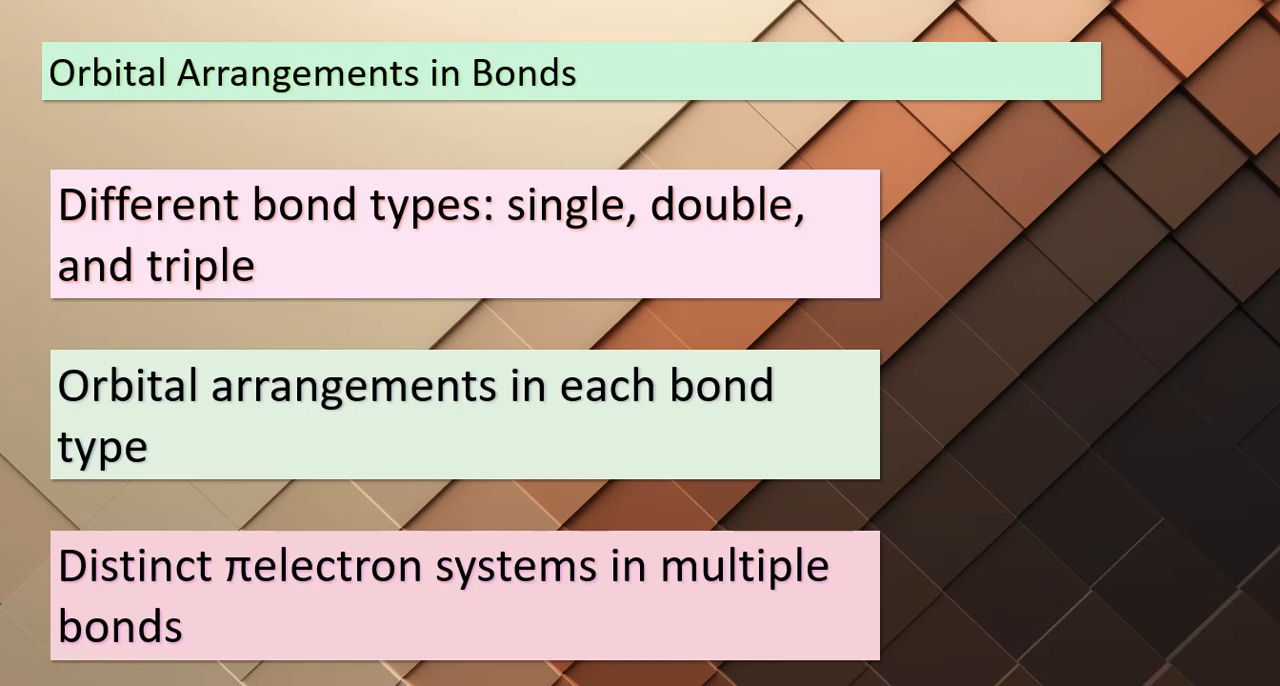 Orbital Arrangements in Bonds
Different bond types: single, double,
and triple
Orbital arrangements in each bond
type
Distinct πelectron systems in multiple
bonds